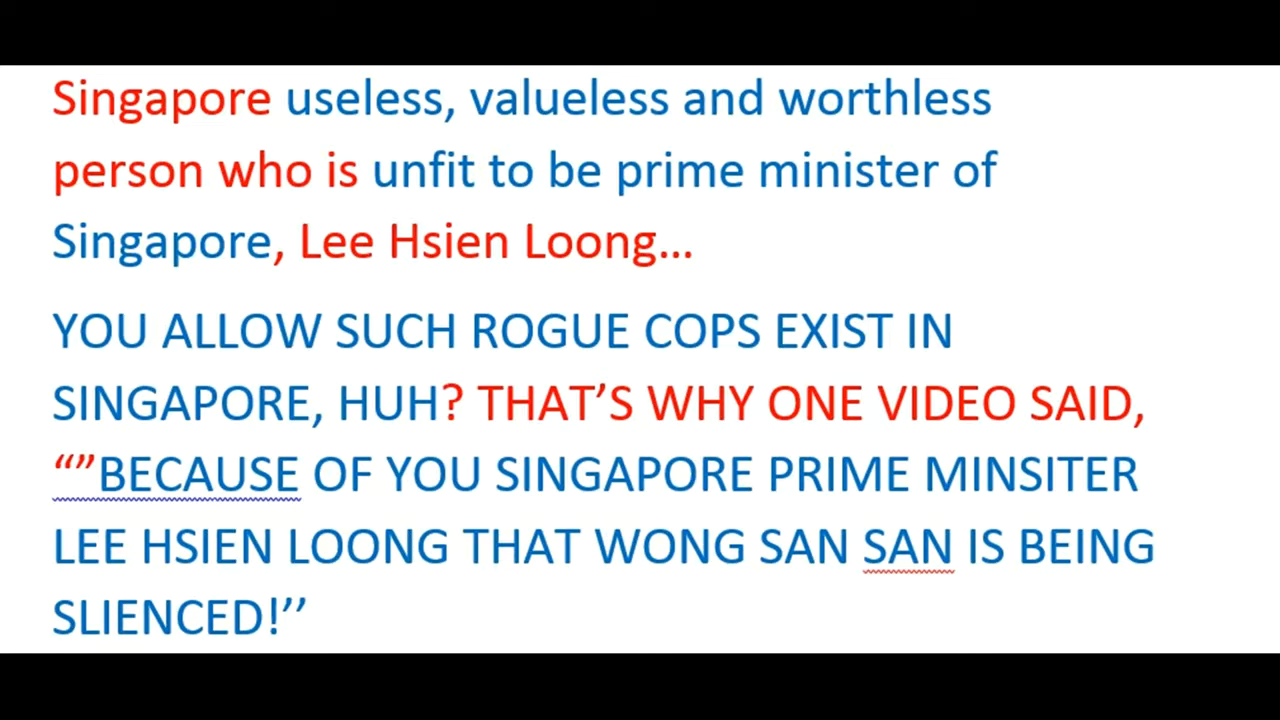 Singapore useless, valueless and worthless
person who is unfit to be prime minister of
Singapore, Lee Hsien Loong...
YOU ALLOW SUCH ROGUE COPS EXIST IN
SINGAPORE, HUH? THAT’S WHY ONE VIDEO SAID,
“”BECAUSE OF YOU SINGAPORE PRIME MINSITER
LEE HSIEN LOONG THAT WONG SAN SAN IS BEING
SLIENCED!’’